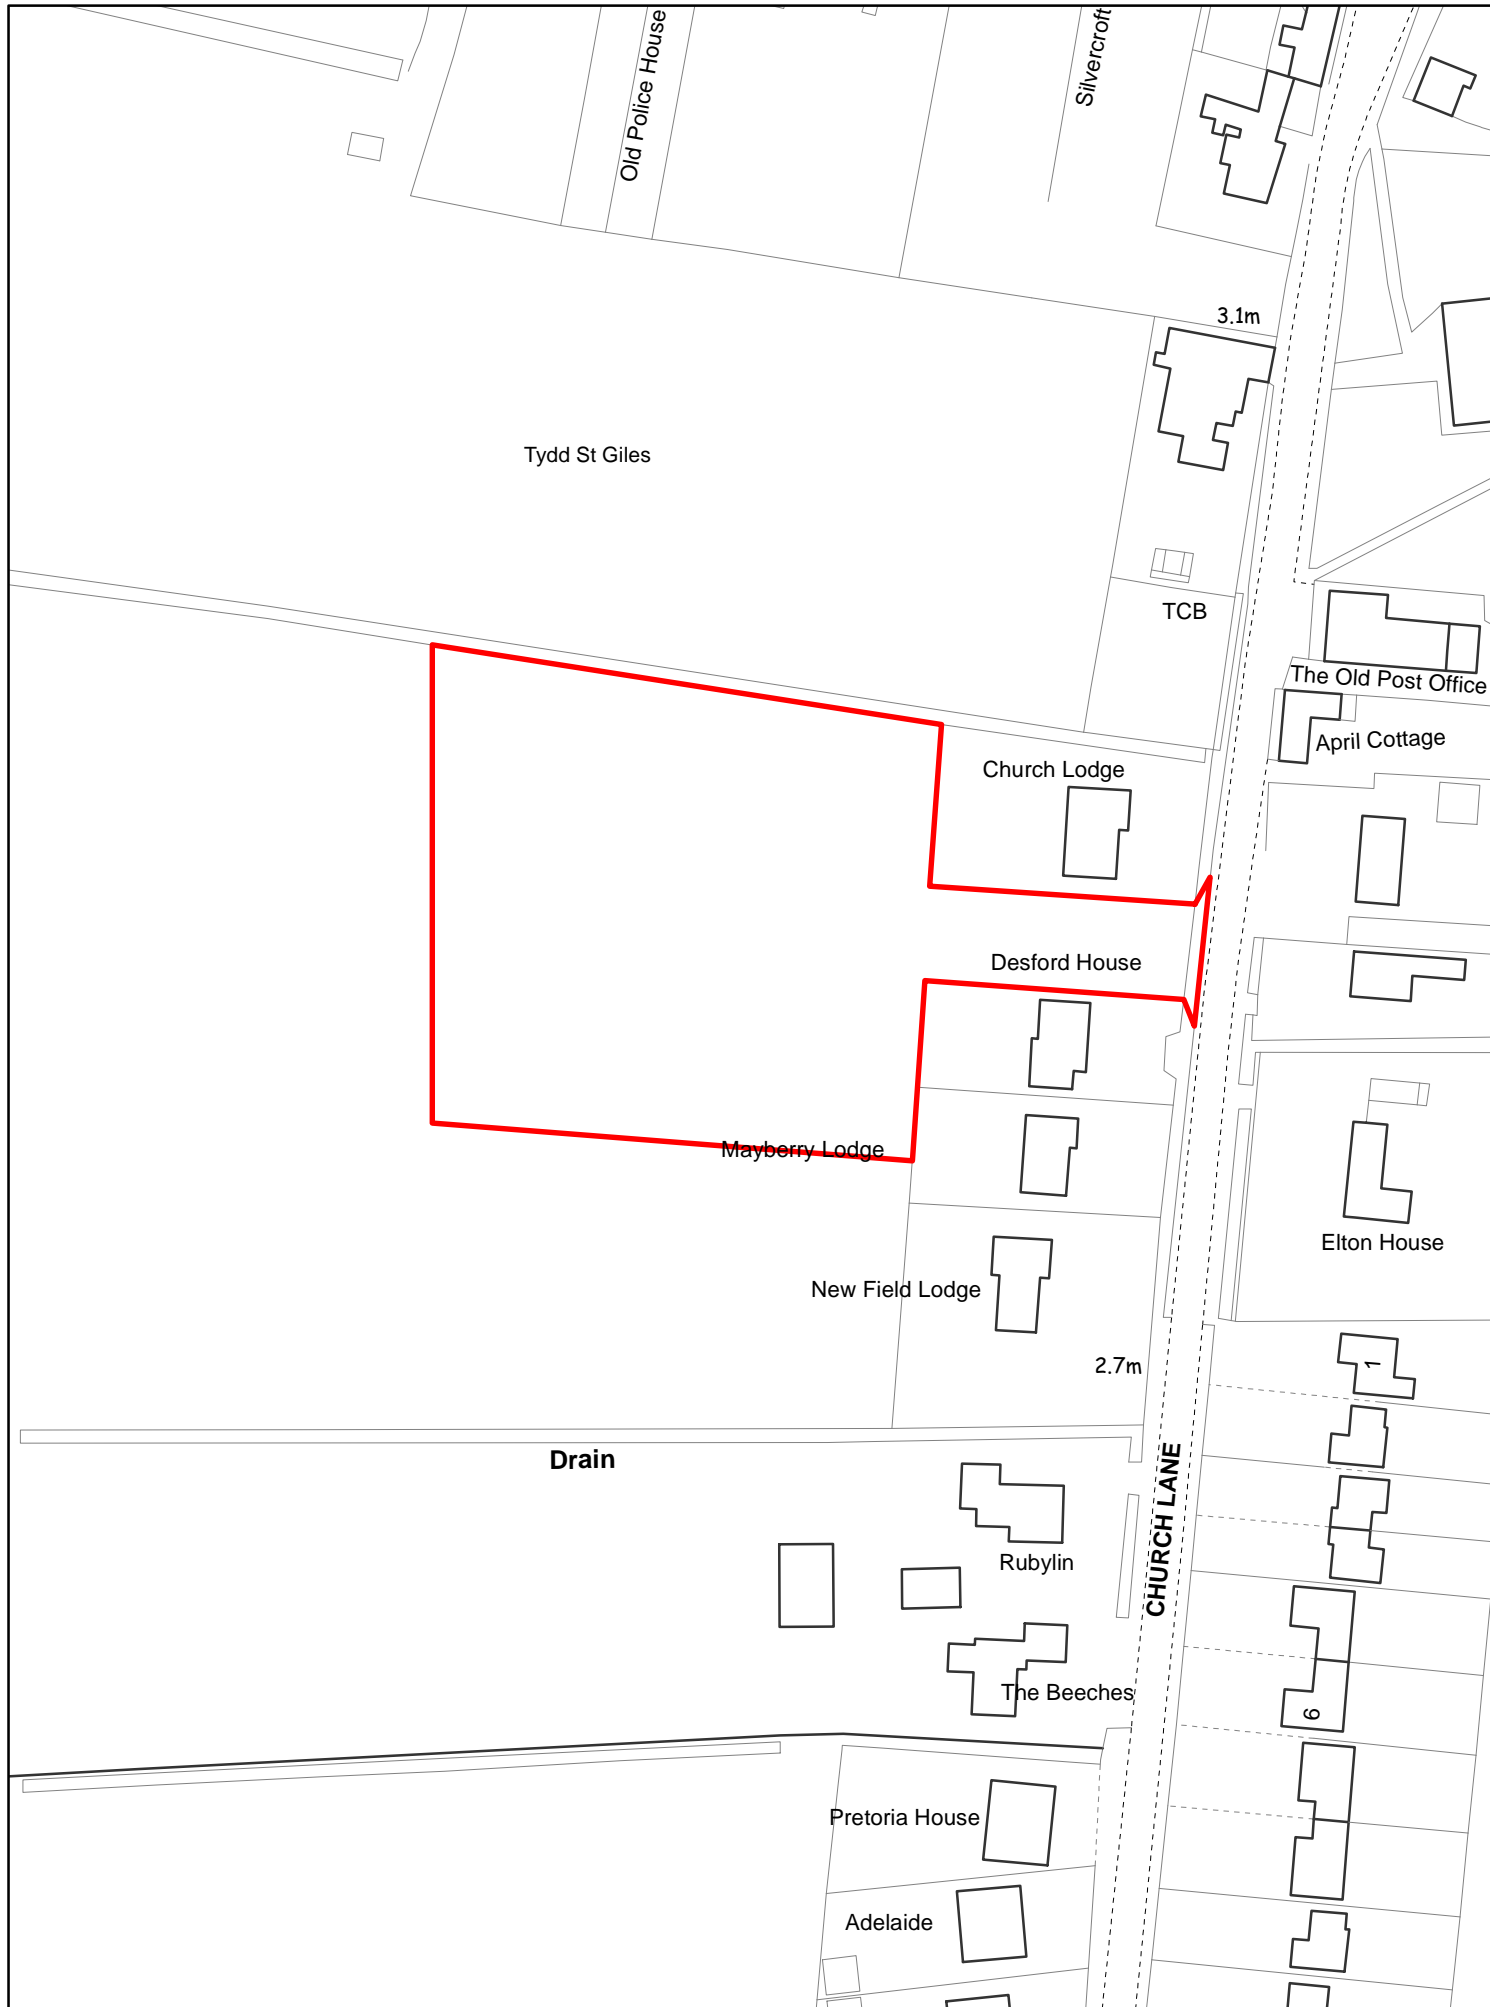 Old Police House
Silvercroft
3.1m
Tydd St Giles
TCB
The Old Post Office
April Cottage
Church Lodge
Desford House
Mayberry Lodge
Elton House
New Field Lodge
2.7m
1
Drain
CHURCH LANE
Rubylin
The Beeches
6
Pretoria House
Adelaide